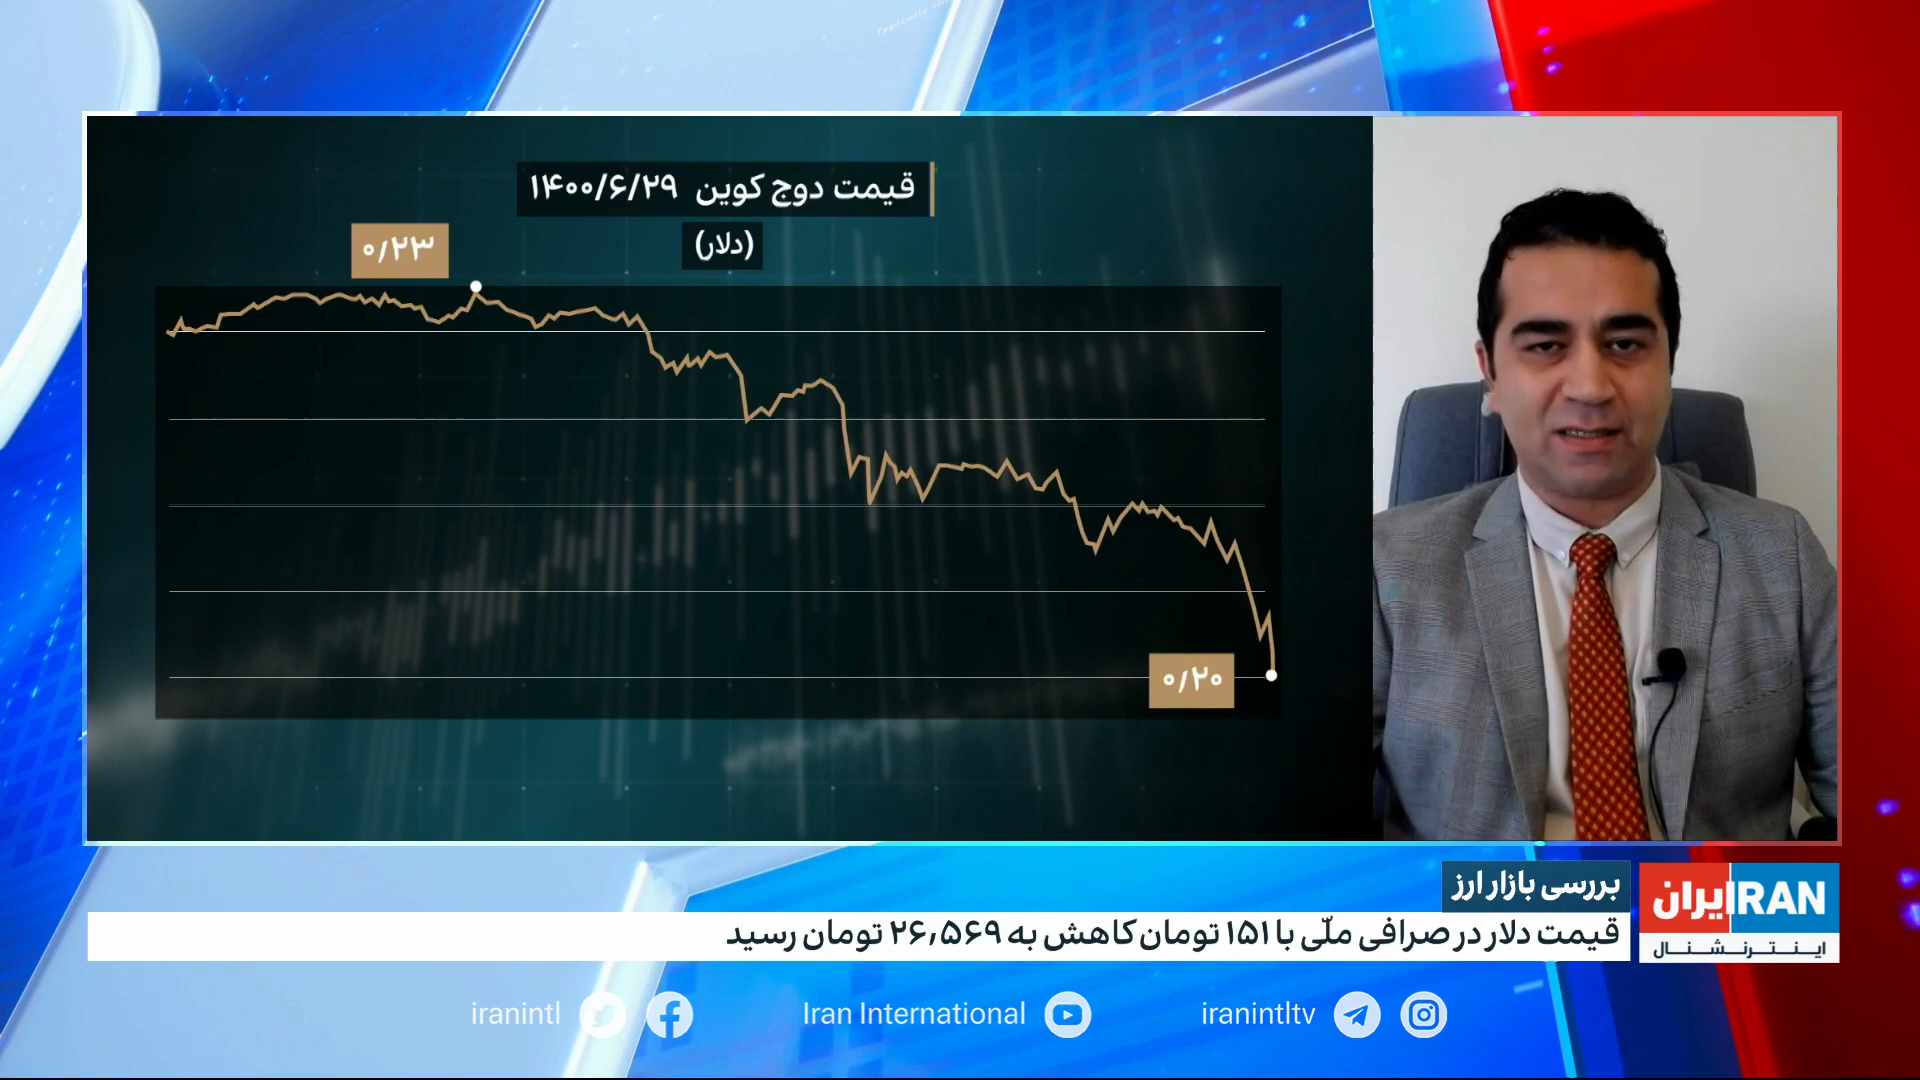 قیمت دوج کوین ۱۴۰۰/۶/۲۹
(دلار)
۰/۲۳
۰/۲۰
بررسی بازار ارز
قیمت دلار در صرافی ملّی با ۱۵۱ تومان کاهش به ۲۶,۵۶۹ تومان رسید
ایران IRAN
اینترنشنال
iranintl
Iran International
iranintltv